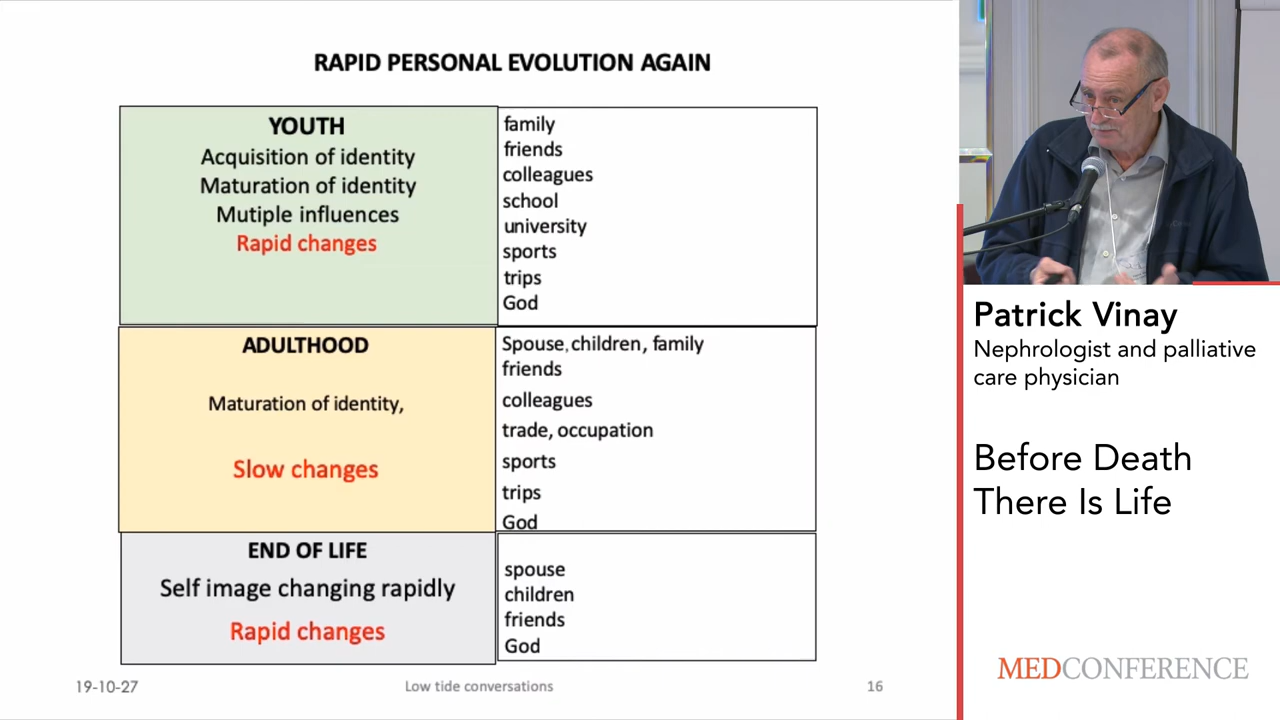 RAPID PERSONAL EVOLUTION AGAIN
YOUTH
Acquisition of identity
Maturation of identity
Mutiple influences
Rapid changes
family
friends
colleagues
school
university
sports
trips
God
ADULTHOOD
Maturation of identity,
Slow changes
Spouse, children, family
friends
colleagues
trade, occupation
sports
trips
God
END OF LIFE
Self image changing rapidly
Rapid changes
spouse
children
friends
God
19-10-27
Low tide conversations
16
Patrick Vinay
Nephrologist and palliative
care physician
Before Death
There Is Life
MEDCONFERENCE